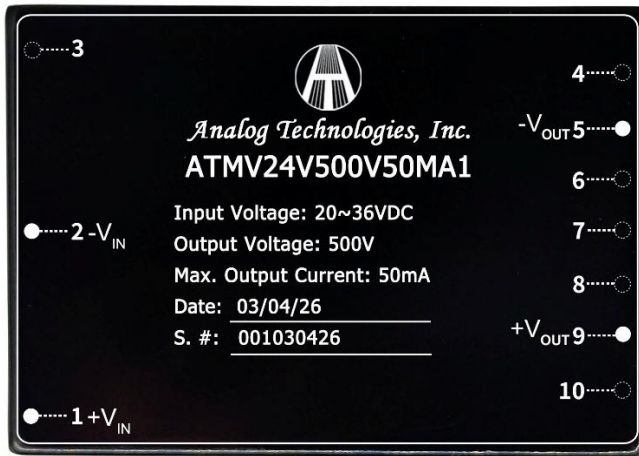 3
4
Analog Technologies, Inc.
-VOUT 5
ATMV24V500V50MA1
6
Input Voltage: 20~36VDC
2 -VIN
7
Output Voltage: 500V
Max. Output Current: 50mA
8
Date: 03/04/26
+VOUT 9
S. #: 001030426
10
1 +VIN